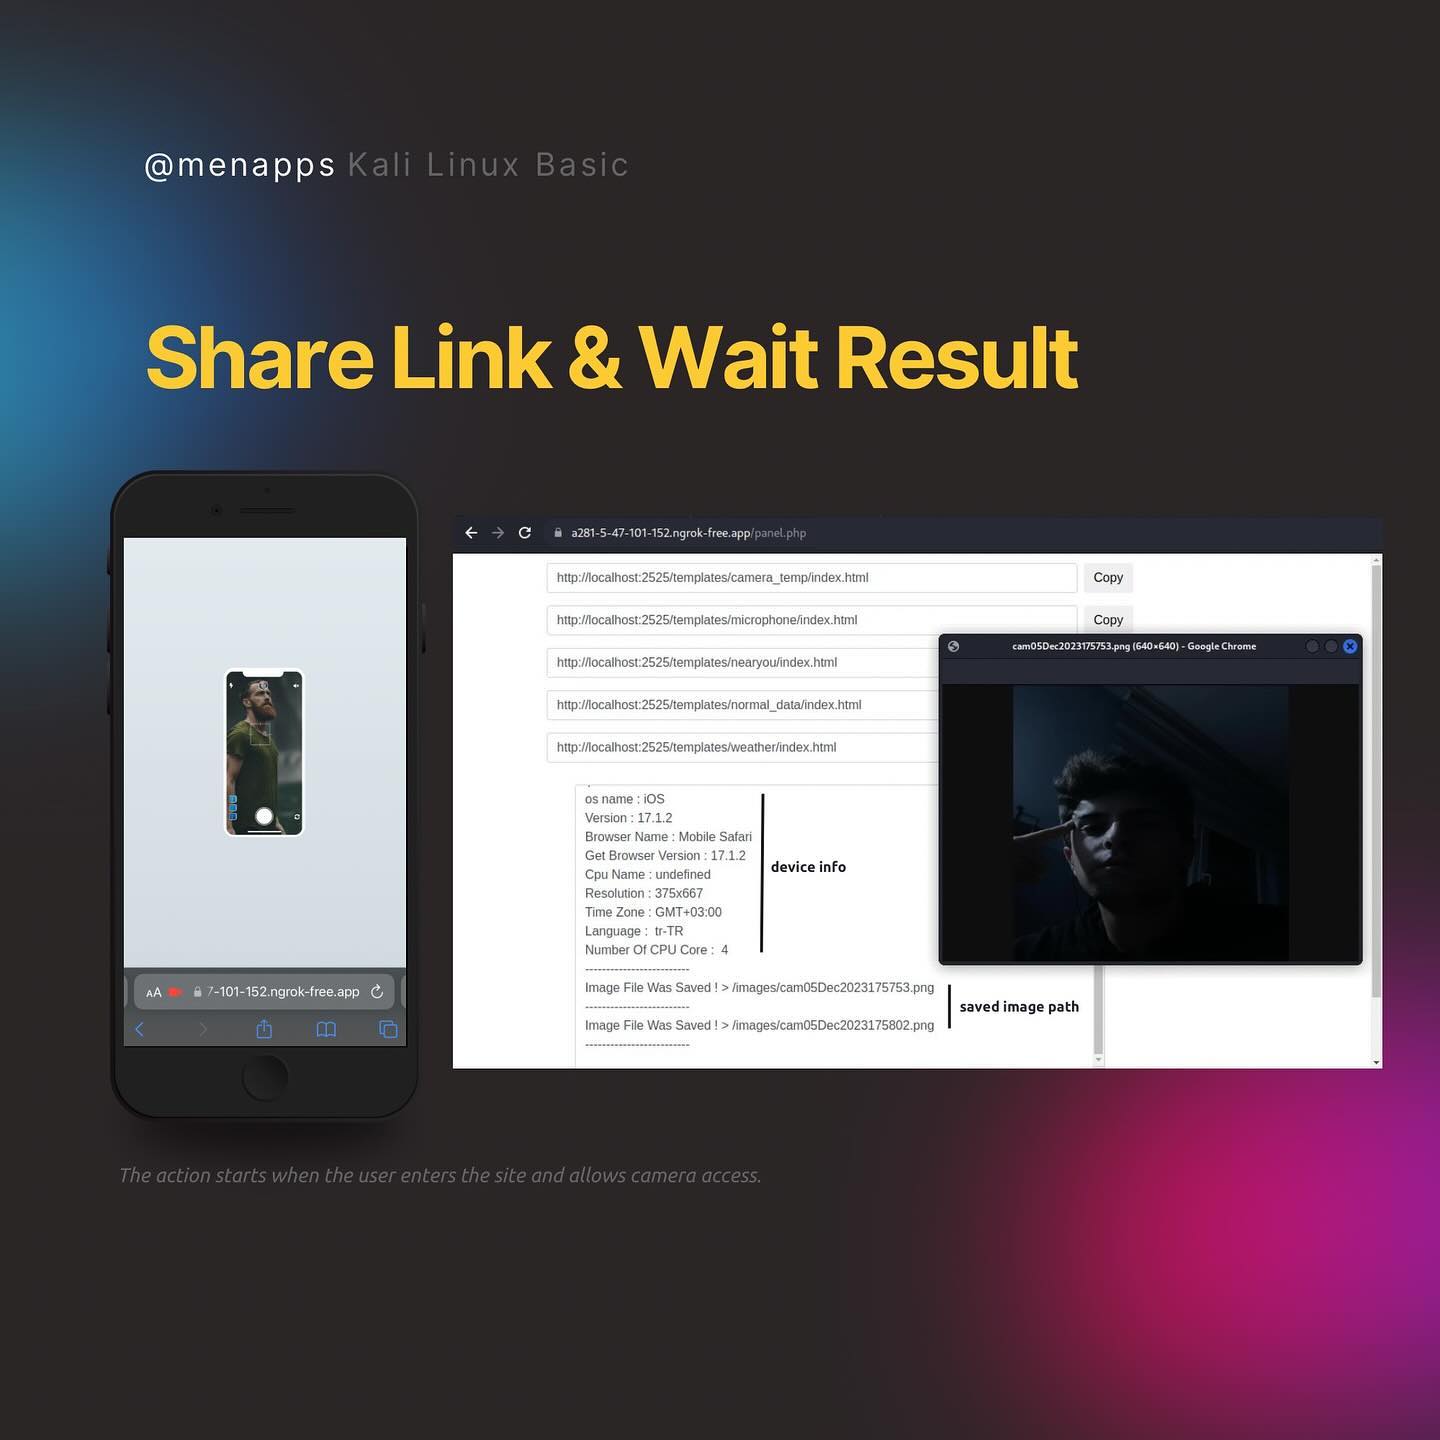 @menapps Kali Linux Basic
Share Link & Wait Result
a281-5-47-101-152.ngrok-free.app/panel.php
http://localhost:2525/templates/camera_temp/index.html
Copy
http://localhost:2525/templates/microphone/index.html
Copy
http://localhost:2525/templates/nearyou/index.html
http://localhost:2525/templates/normal_data/index.html
http://localhost:2525/templates/weather/index.html
cam05Dec2023175753.png (640×640) - Google Chrome
os name : iOS
Version : 17.1.2
Browser Name : Mobile Safari
Get Browser Version : 17.1.2
Cpu Name : undefined
Resolution : 375x667
Time Zone : GMT+03:00
Language :  tr-TR
Number Of CPU Core :  4
device info
-------------------------
Image File Was Saved ! > /images/cam05Dec2023175753.png
-------------------------
Image File Was Saved ! > /images/cam05Dec2023175802.png
-------------------------
saved image path
AA 7-101-152.ngrok-free.app
The action starts when the user enters the site and allows camera access.